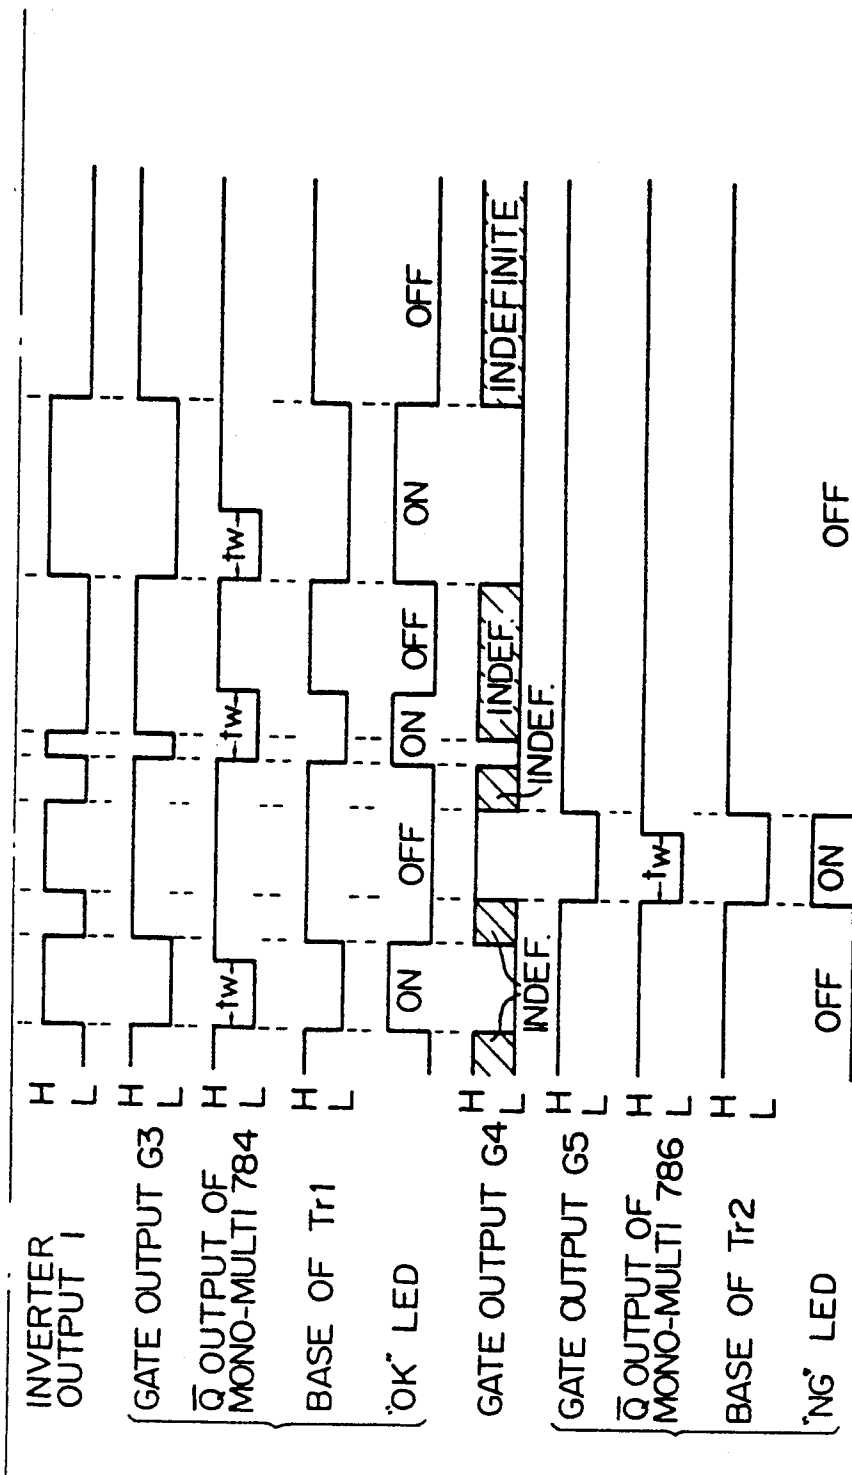 INVERTER
OUTPUT I
H
L
GATE OUTPUT G3
H
L
Q̅ OUTPUT OF
MONO-MULTI 784
H
L
-tw-
-tw-
-tw-
BASE OF Tr1
H
L
"OK" LED
ON
OFF
ON
OFF
ON
OFF
GATE OUTPUT G4
H
L
INDEF.
INDEF.
INDEF.
INDEFINITE
GATE OUTPUT G5
H
L
Q̅ OUTPUT OF
MONO-MULTI 786
H
L
-tw-
BASE OF Tr2
H
L
"NG" LED
OFF
ON
OFF